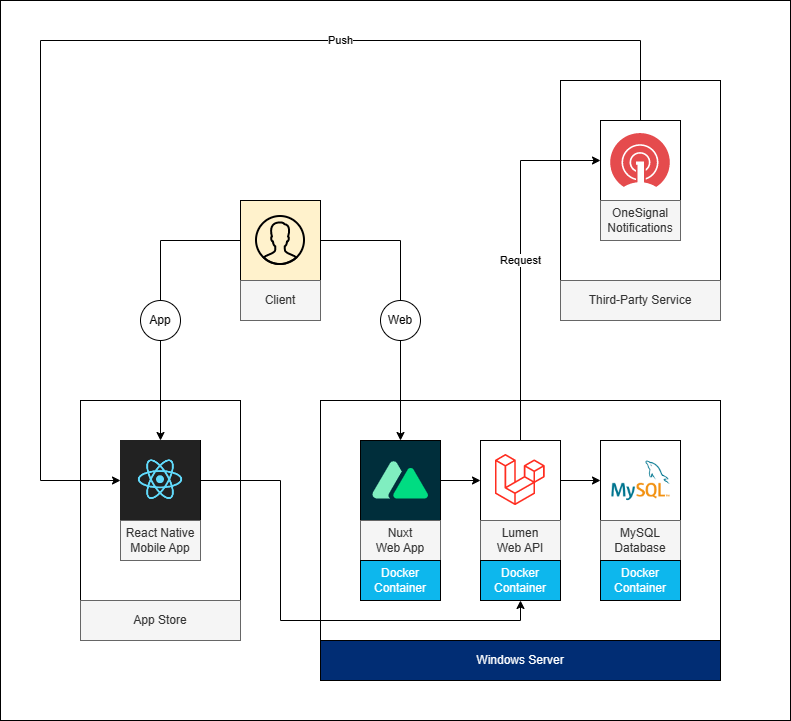 Push
OneSignal
Notifications
Request
Third-Party Service
Client
App
Web
React Native
Mobile App
App Store
Nuxt
Web App
Docker
Container
Lumen
Web API
Docker
Container
MySQL
MySQL
Database
Docker
Container
Windows Server